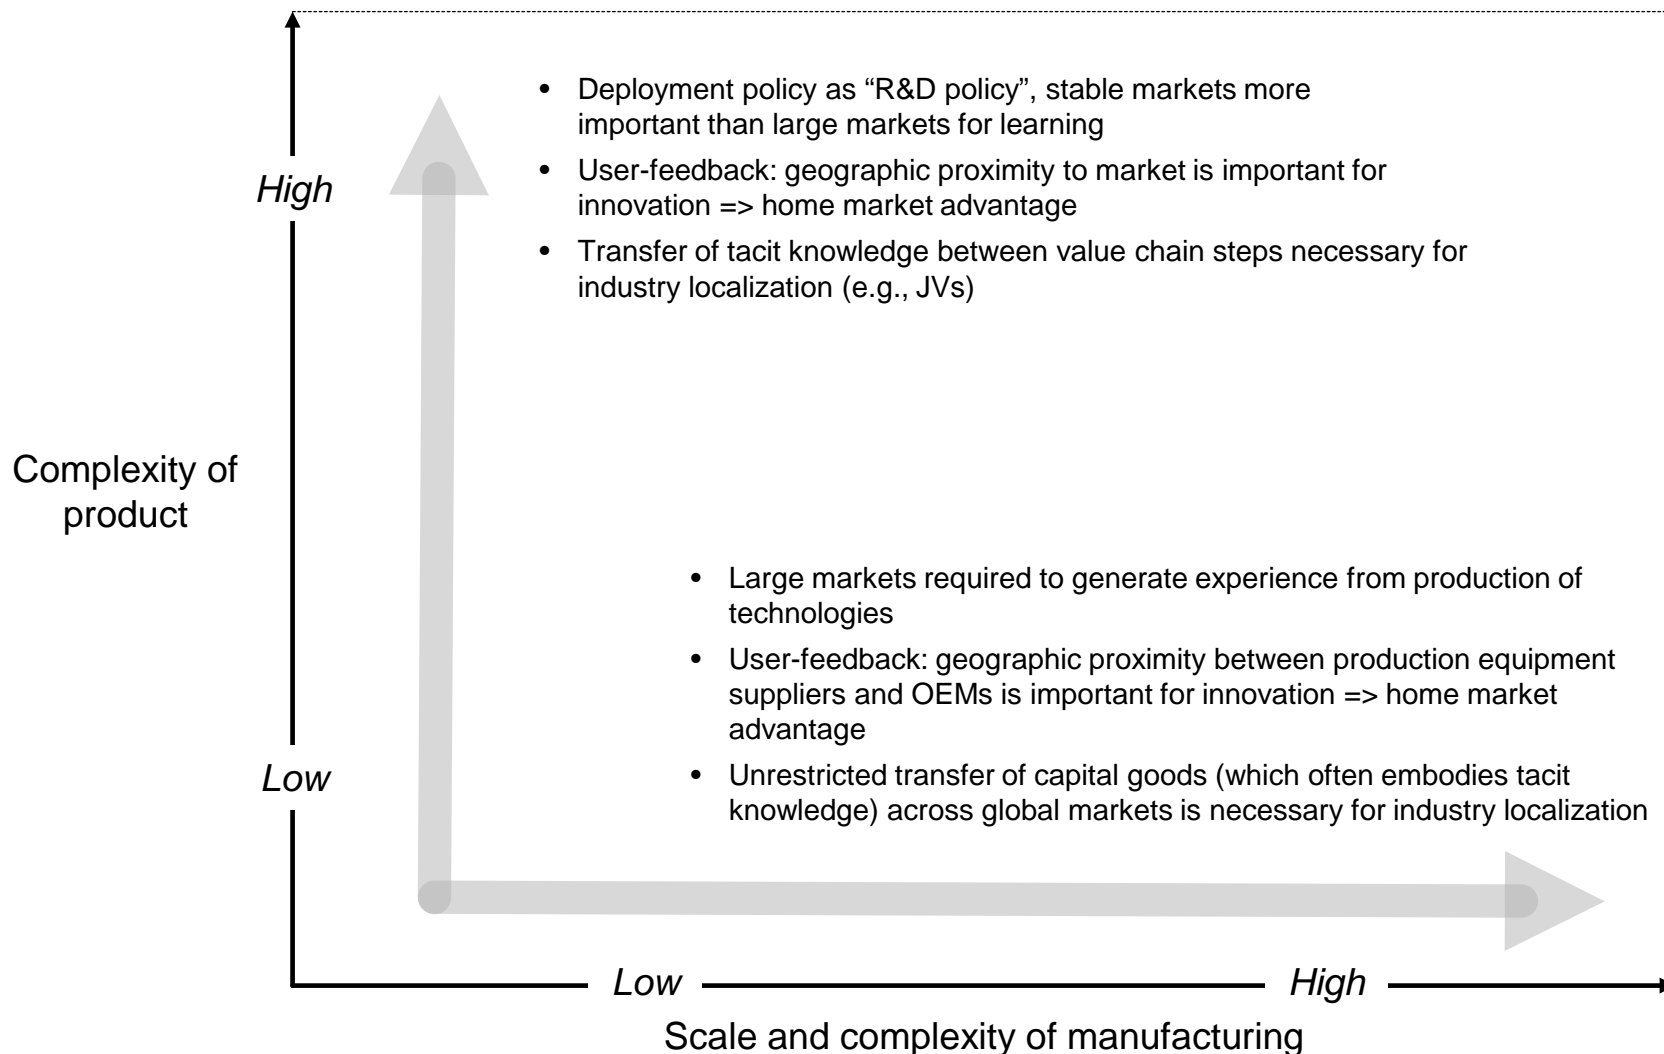 • Deployment policy as “R&D policy”, stable markets more
important than large markets for learning
High
• User-feedback: geographic proximity to market is important for
innovation => home market advantage
• Transfer of tacit knowledge between value chain steps necessary for
industry localization (e.g., JVs)
Complexity of
product
• Large markets required to generate experience from production of
technologies
• User-feedback: geographic proximity between production equipment
suppliers and OEMs is important for innovation => home market
advantage
Low
• Unrestricted transfer of capital goods (which often embodies tacit
knowledge) across global markets is necessary for industry localization
Low
High
Scale and complexity of manufacturing